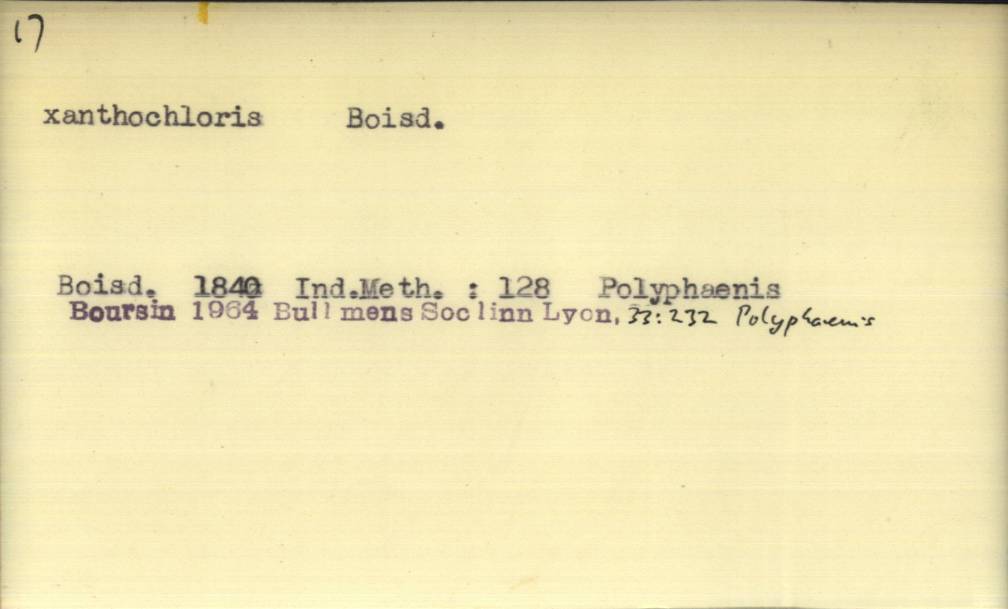 17
xanthochloris Boisd.
Boisd. 1840 Ind.Meth. : 128 Polyphaenis
Boursin 1964 Bull mens Soc linn Lyon, 33:232 Polyphaenis